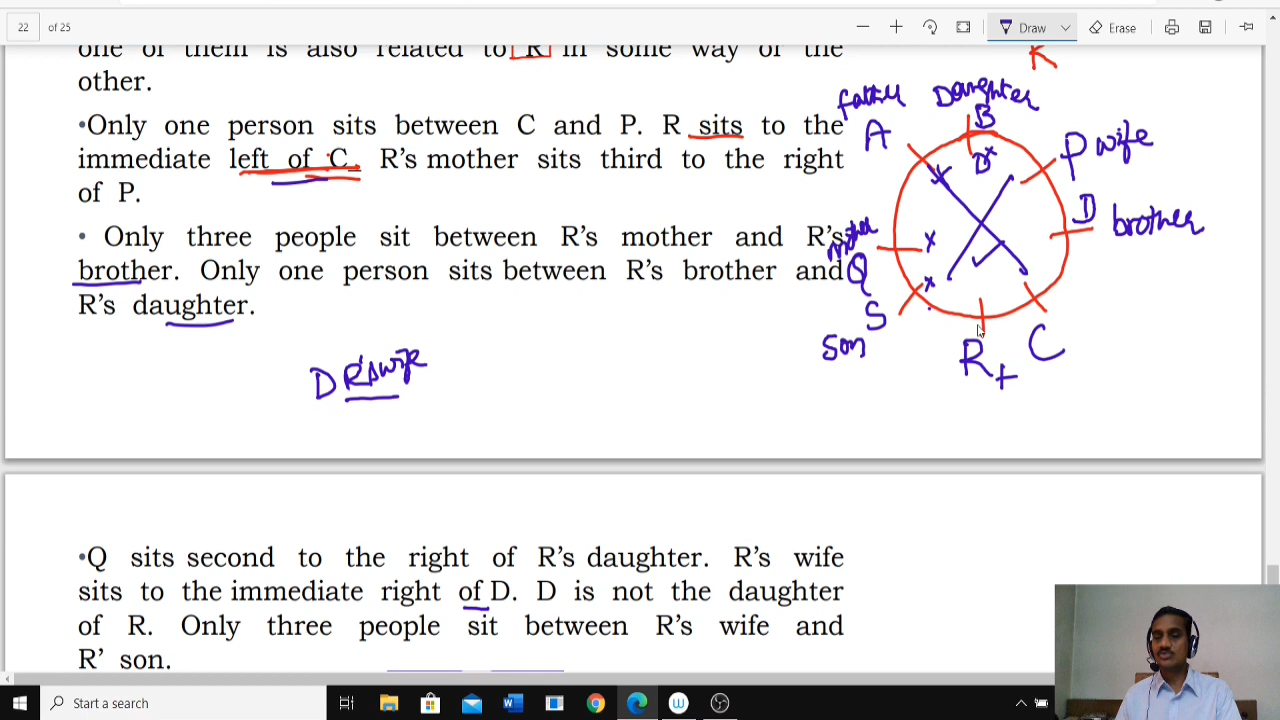 22 of 25
Draw
Erase
one of them is also related to R in some way or the
other.
•Only one person sits between C and P. R sits to the
immediate left of C. R's mother sits third to the right
of P.
• Only three people sit between R's mother and R's
brother. Only one person sits between R's brother and
R's daughter.
father
Daughter
A
B
D
P wife
D brother
mother
Q
S
son
R
C
D R's wife
•Q sits second to the right of R's daughter. R's wife
sits to the immediate right of D. D is not the daughter
of R. Only three people sit between R's wife and
R' son.
Start a search